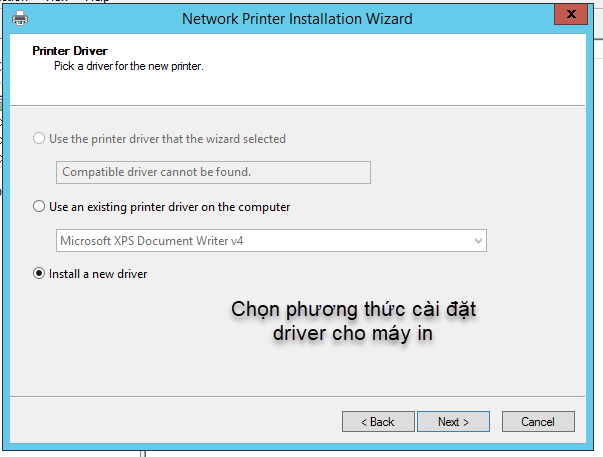 Network Printer Installation Wizard
x
Printer Driver
Pick a driver for the new printer.
Use the printer driver that the wizard selected
Compatible driver cannot be found.
Use an existing printer driver on the computer
Microsoft XPS Document Writer v4
Install a new driver
Chọn phương thức cài đặt
driver cho máy in
< Back
Next >
Cancel